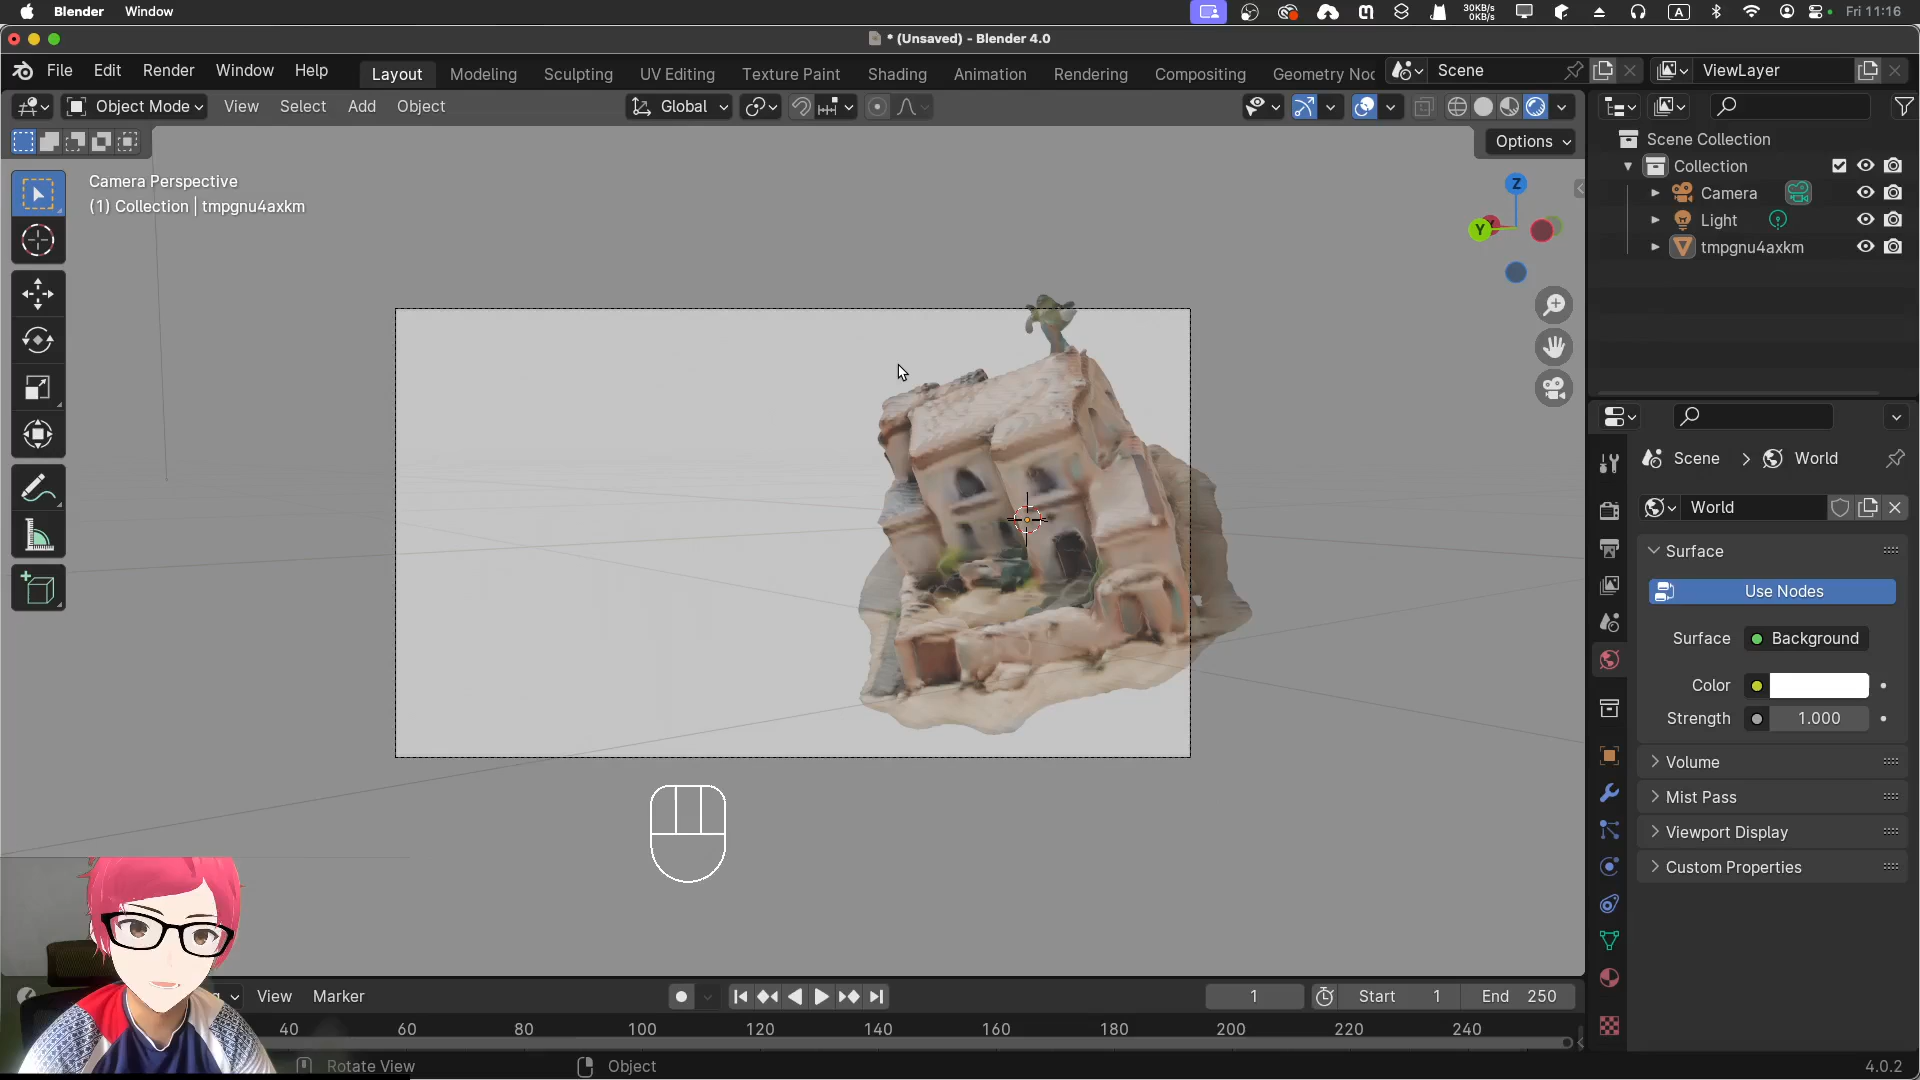 Blender Window
30KB/s
0KB/s
A
Fri 11:16
* (Unsaved) - Blender 4.0
File Edit Render Window Help
Layout Modeling Sculpting UV Editing Texture Paint Shading Animation Rendering Compositing Geometry Noc
Scene
ViewLayer
Object Mode View Select Add Object
Global
Options
Camera Perspective
(1) Collection | tmpgnu4axkm
Z
Y
Scene Collection
Collection
Camera
Light
tmpgnu4axkm
Scene > World
World
Surface
Use Nodes
Surface Background
Color
Strength 1.000
Volume
Mist Pass
Viewport Display
Custom Properties
View Marker
1 Start 1 End 250
40 60 80 100 120 140 160 180 200 220 240
Rotate View Object
4.0.2